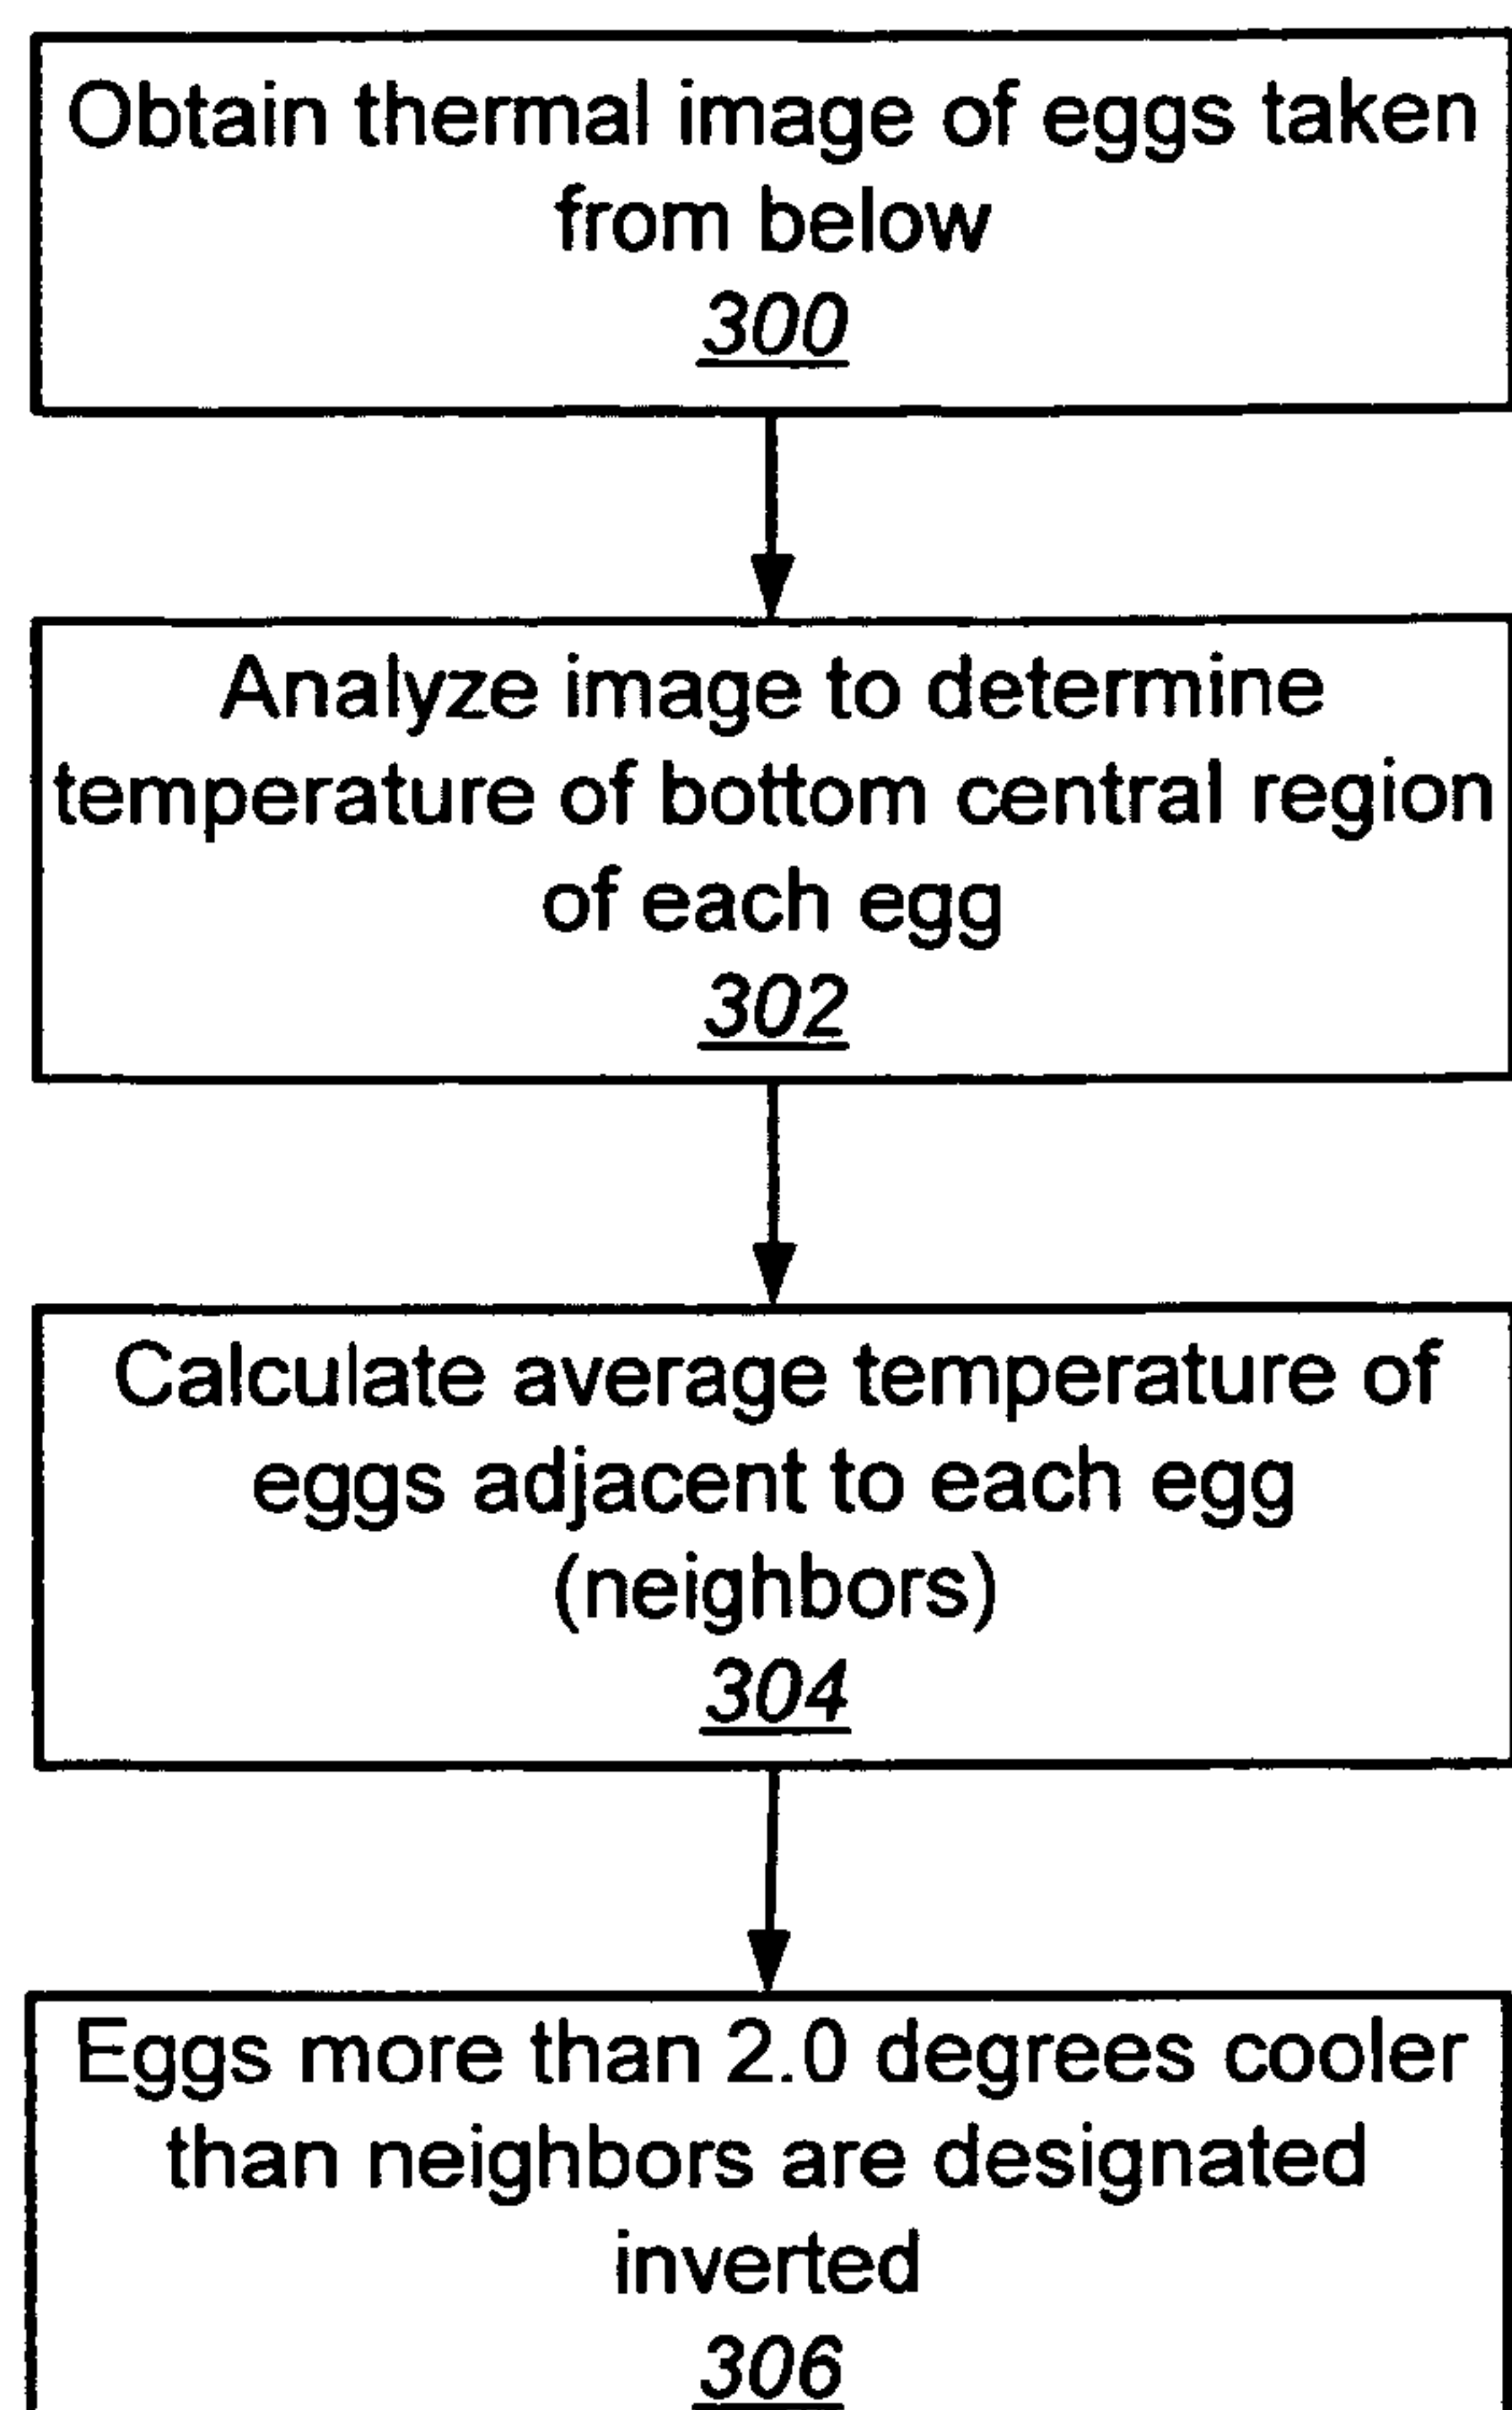 Obtain thermal image of eggs taken
from below
300
Analyze image to determine
temperature of bottom central region
of each egg
302
Calculate average temperature of
eggs adjacent to each egg
(neighbors)
304
Eggs more than 2.0 degrees cooler
than neighbors are designated
inverted
306